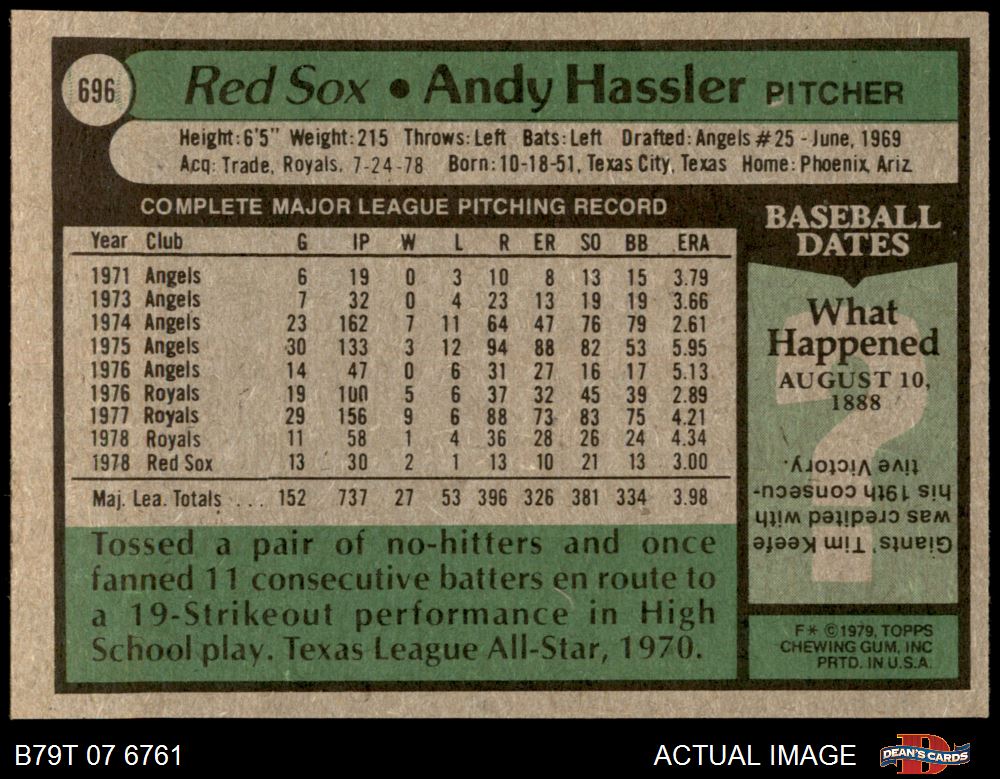 696
Red Sox • Andy Hassler PITCHER
Height: 6'5" Weight: 215 Throws: Left Bats: Left Drafted: Angels #25 - June, 1969
Acq: Trade, Royals, 7-24-78 Born: 10-18-51, Texas City, Texas Home: Phoenix, Ariz.
COMPLETE MAJOR LEAGUE PITCHING RECORD
Year Club G IP W L R ER SO BB ERA
1971 Angels 6 19 0 3 10 8 13 15 3.79
1973 Angels 7 32 0 4 23 13 19 19 3.66
1974 Angels 23 162 7 11 64 47 76 79 2.61
1975 Angels 30 133 3 12 94 88 82 53 5.95
1976 Angels 14 47 0 6 31 27 16 17 5.13
1976 Royals 19 100 5 6 37 32 45 39 2.89
1977 Royals 29 156 9 6 88 73 83 75 4.21
1978 Royals 11 58 1 4 36 28 26 24 4.34
1978 Red Sox 13 30 2 1 13 10 21 13 3.00
Maj. Lea. Totals . . . 152 737 27 53 396 326 381 334 3.98
Tossed a pair of no-hitters and once
fanned 11 consecutive batters en route to
a 19-Strikeout performance in High
School play. Texas League All-Star, 1970.
BASEBALL
DATES
What
Happened
AUGUST 10,
1888
?
Giants' Tim Keefe
was credited with
his 19th consecu-
tive Victory.
F* ©1979, TOPPS
CHEWING GUM, INC
PRTD. IN U.S.A.
B79T 07 6761
ACTUAL IMAGE
DEAN'S CARDS